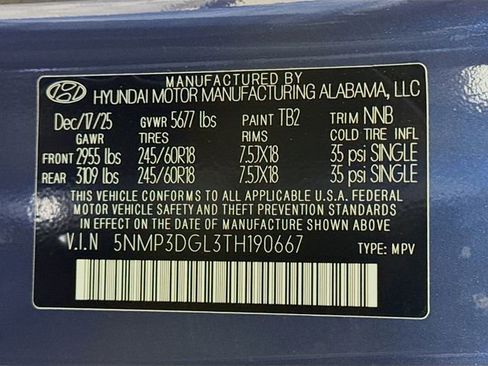 MANUFACTURED BY
HYUNDAI MOTOR MANUFACTURING ALABAMA, LLC
Dec/17/25 GVWR 5677 lbs PAINT TB2 TRIM NNB
GAWR TIRES RIMS COLD TIRE INFL
FRONT 2955 lbs 245/60R18 7.5JX18 35 psi SINGLE
REAR 3109 lbs 245/60R18 7.5JX18 35 psi SINGLE
THIS VEHICLE CONFORMS TO ALL APPLICABLE U.S.A. FEDERAL
MOTOR VEHICLE SAFETY AND THEFT PREVENTION STANDARDS
IN EFFECT ON THE DATE OF MANUFACTURE SHOWN ABOVE.
V.I.N 5NMP3DGL3TH190667 TYPE: MPV